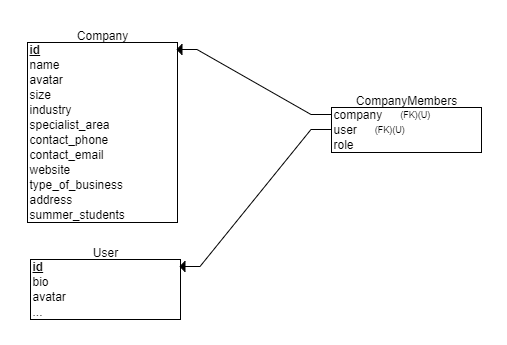 Company
id
name
avatar
size
industry
specialist_area
contact_phone
contact_email
website
type_of_business
address
summer_students
CompanyMembers
company (FK)(U)
user (FK)(U)
role
User
id
bio
avatar
...